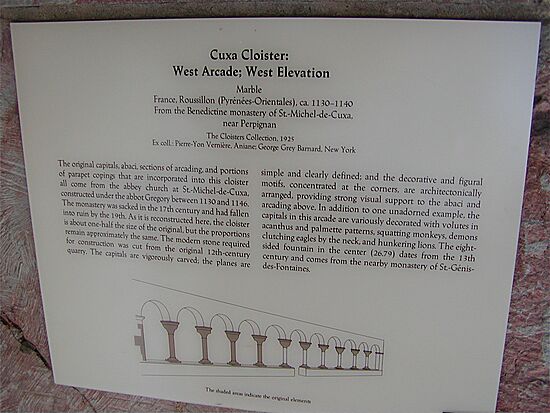 Cuxa Cloister:
West Arcade; West Elevation
Marble
France, Roussillon (Pyrénées-Orientales), ca. 1130–1140
From the Benedictine monastery of St.-Michel-de-Cuxa,
near Perpignan
The Cloisters Collection, 1925
Ex coll.: Pierre-Yon Vernière, Aniane; George Grey Barnard, New York
The original capitals, abaci, sections of arcading, and portions
of parapet copings that are incorporated into this cloister
all come from the abbey church at St.-Michel-de-Cuxa,
constructed under the abbot Gregory between 1130 and 1146.
The monastery was sacked in the 17th century and had fallen
into ruin by the 19th. As it is reconstructed here, the cloister
is about one-half the size of the original, but the proportions
remain approximately the same. The modern stone required
for construction was cut from the original 12th-century
quarry. The capitals are vigorously carved; the planes are
simple and clearly defined; and the decorative and figural
motifs, concentrated at the corners, are architectonically
arranged, providing strong visual support to the abaci and
arcading above. In addition to one unadorned example, the
capitals in this arcade are variously decorated with volutes in
acanthus and palmette patterns, squatting monkeys, demons
clutching eagles by the neck, and hunkering lions. The eight-
sided fountain in the center (26.79) dates from the 13th
century and comes from the nearby monastery of St.-Génis-
des-Fontaines.
The shaded areas indicate the original elements